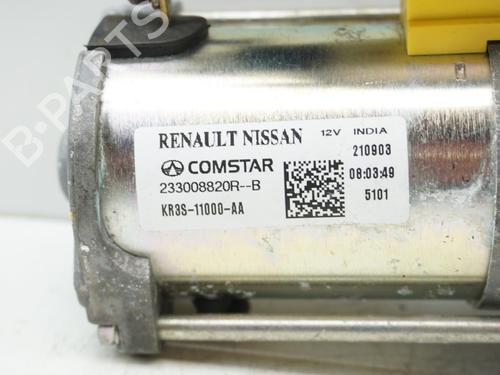 B-PARTS
RENAULT NISSAN 12V INDIA
210903
COMSTAR 08:03:49
233008820R--B 5101
KR3S-11000-AA